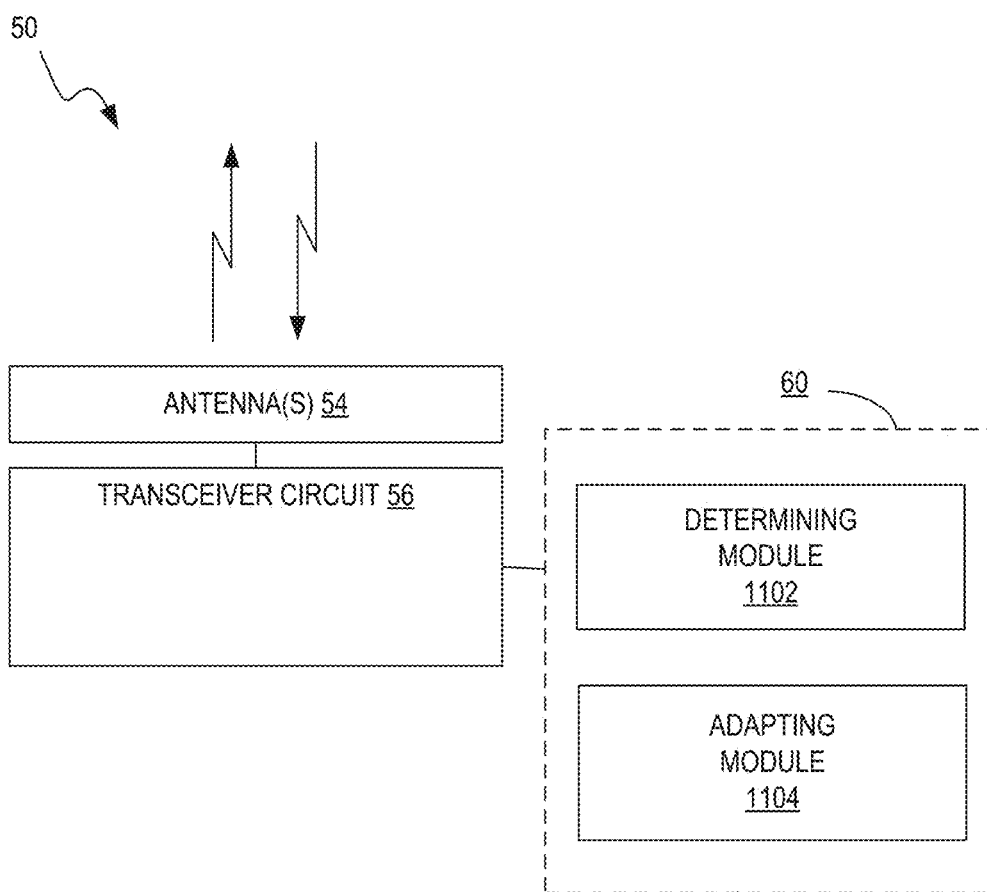 50
ANTENNA(S) 54
60
TRANSCEIVER CIRCUIT 56
DETERMINING
MODULE
1102
ADAPTING
MODULE
1104